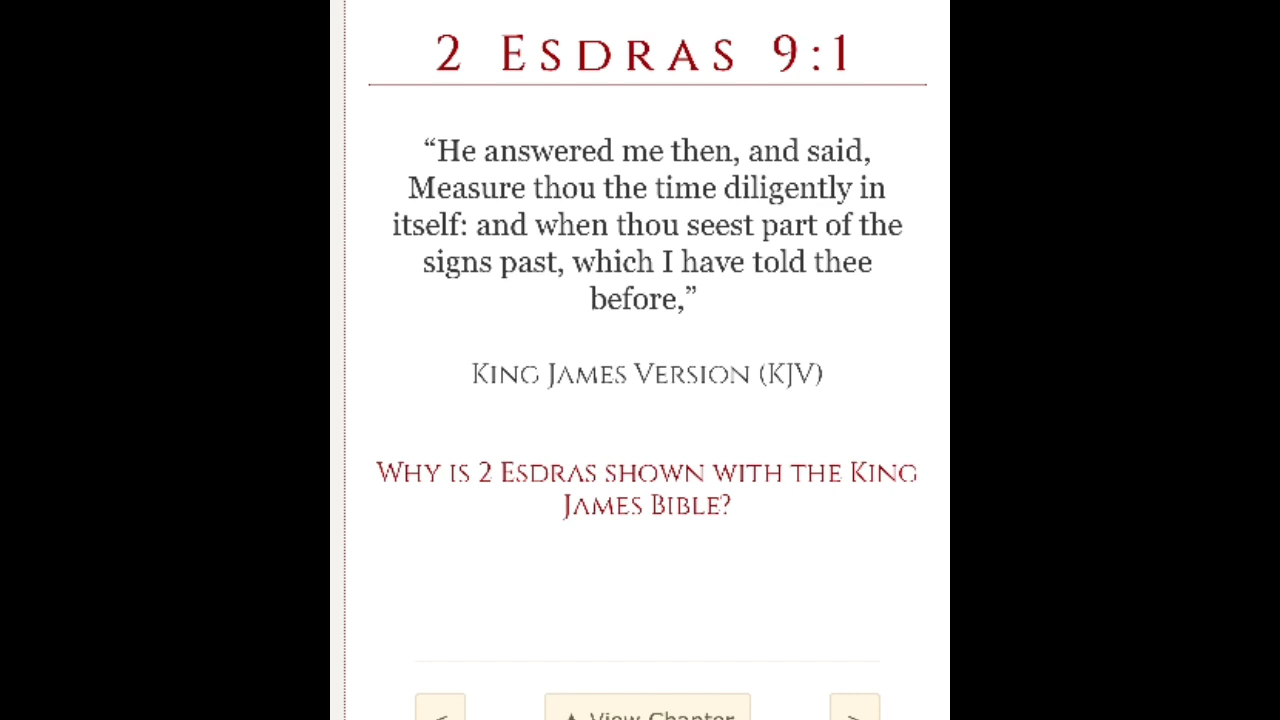 2 Esdras 9:1
“He answered me then, and said,
Measure thou the time diligently in
itself: and when thou seest part of the
signs past, which I have told thee
before,”
King James Version (KJV)
Why is 2 Esdras shown with the King
James Bible?
< ▲ View Chapter >